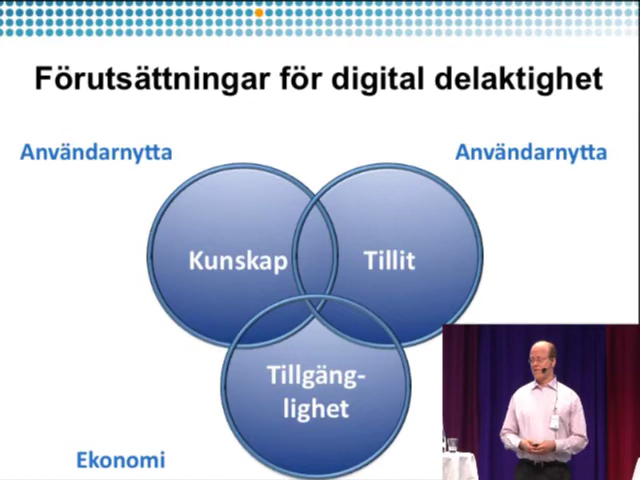 Förutsättningar för digital delaktighet
Användarnytta
Användarnytta
Kunskap
Tillit
Tillgäng-
lighet
Ekonomi